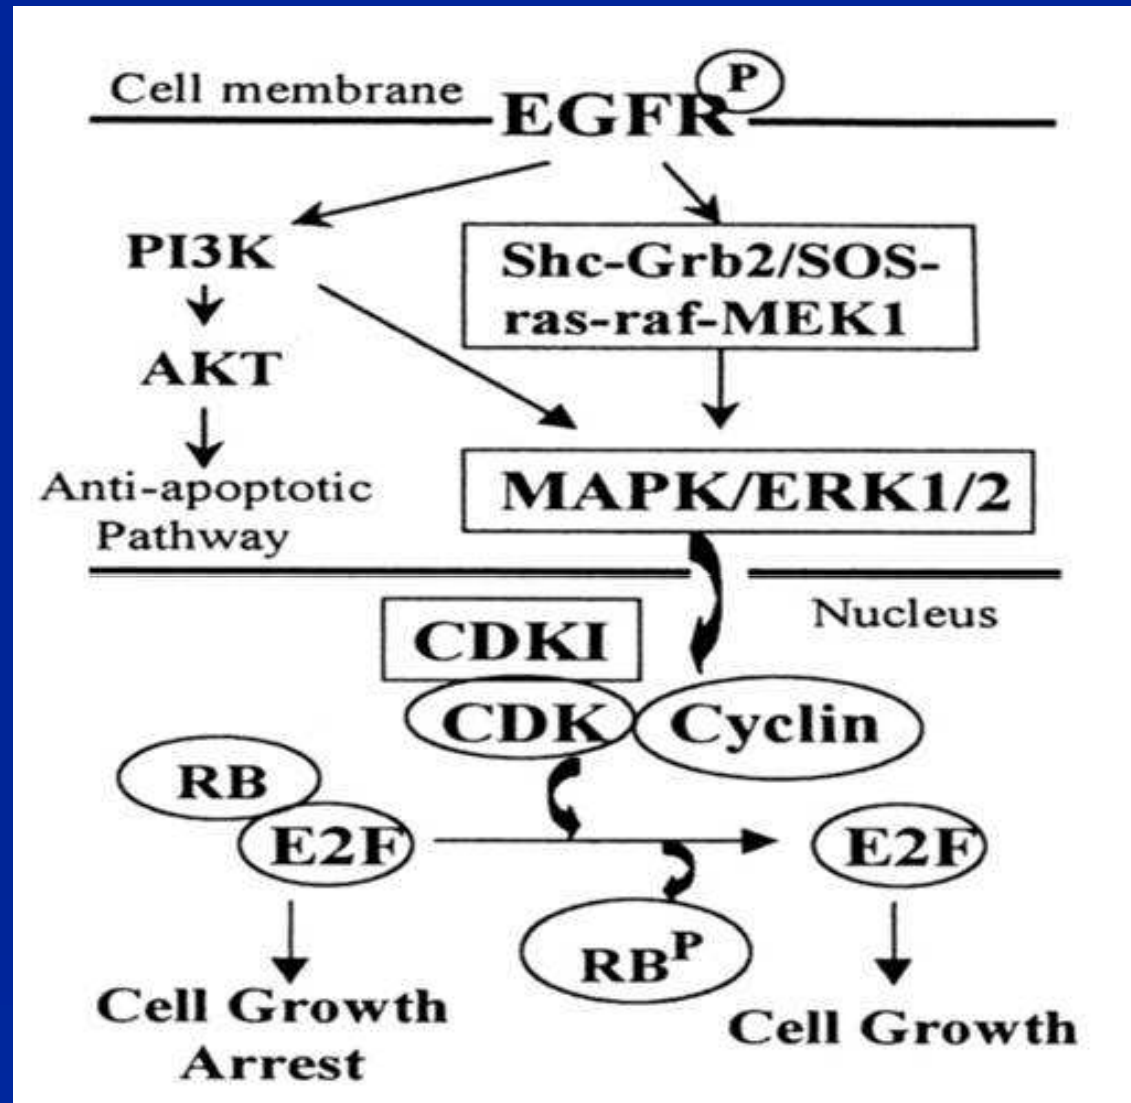 Cell membrane
P
EGFR
PI3K
Shc-Grb2/SOS-
ras-raf-MEK1
AKT
Anti-apoptotic
Pathway
MAPK/ERK1/2
Nucleus
CDKI
CDK
Cyclin
RB
E2F
E2F
RBP
Cell Growth
Arrest
Cell Growth